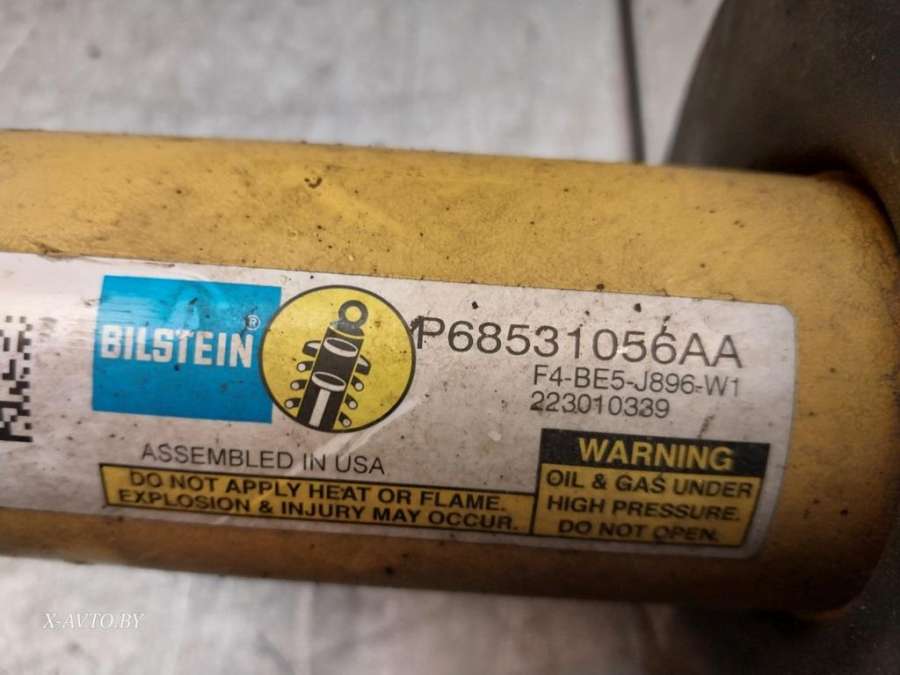 BILSTEIN®
P68531056AA
F4-BE5-J896-W1
223010339
ASSEMBLED IN USA
DO NOT APPLY HEAT OR FLAME.
EXPLOSION & INJURY MAY OCCUR.
WARNING
OIL & GAS UNDER
HIGH PRESSURE.
DO NOT OPEN.
X-AVTO.BY